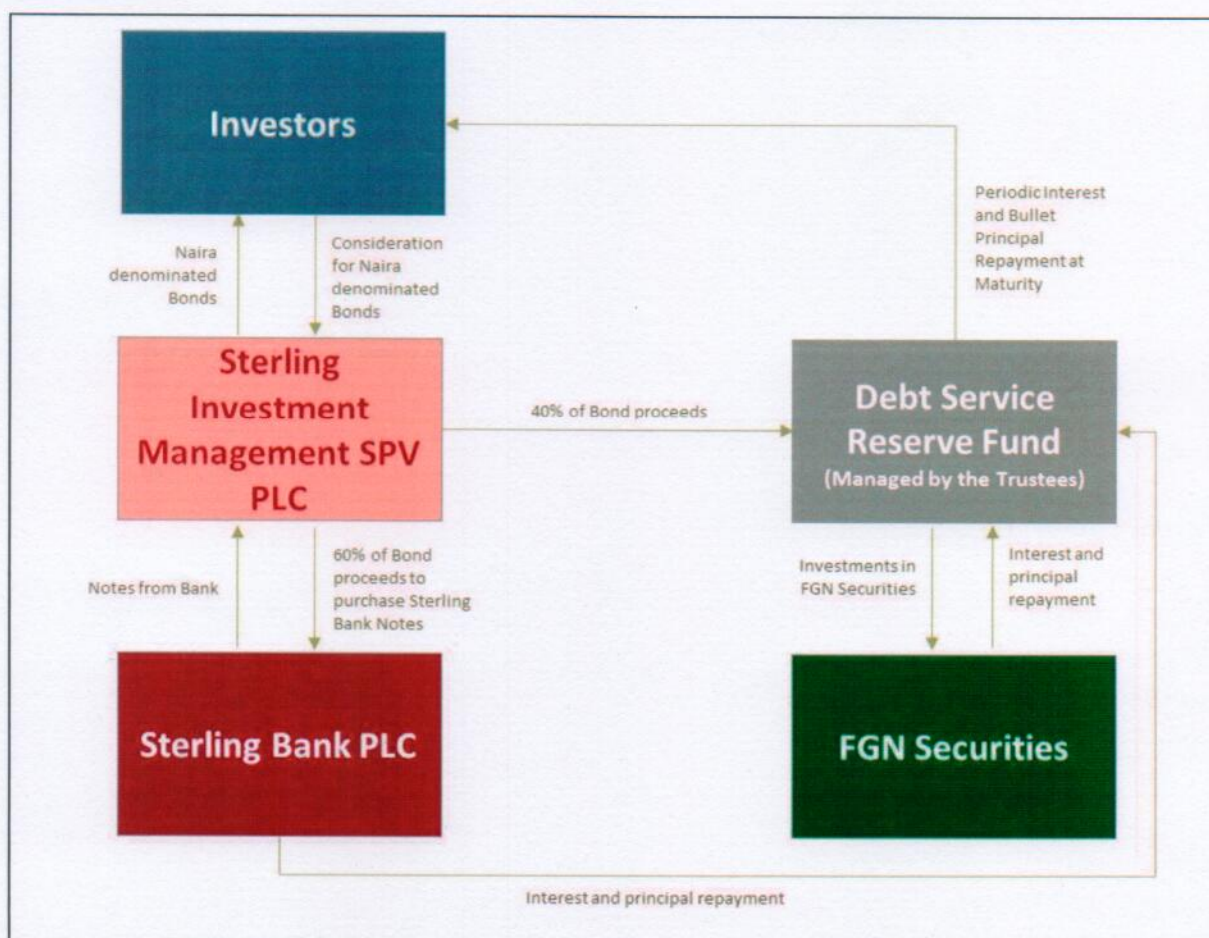 Investors
Naira
denominated
Bonds
Consideration
for Naira
denominated
Bonds
Periodic Interest
and Bullet
Principal
Repayment at
Maturity
Sterling
Investment
Management SPV
PLC
40% of Bond proceeds
Debt Service
Reserve Fund
(Managed by the Trustees)
Notes from Bank
60% of Bond
proceeds to
purchase Sterling
Bank Notes
Investments in
FGN Securities
Interest and
principal
repayment
Sterling Bank PLC
FGN Securities
Interest and principal repayment